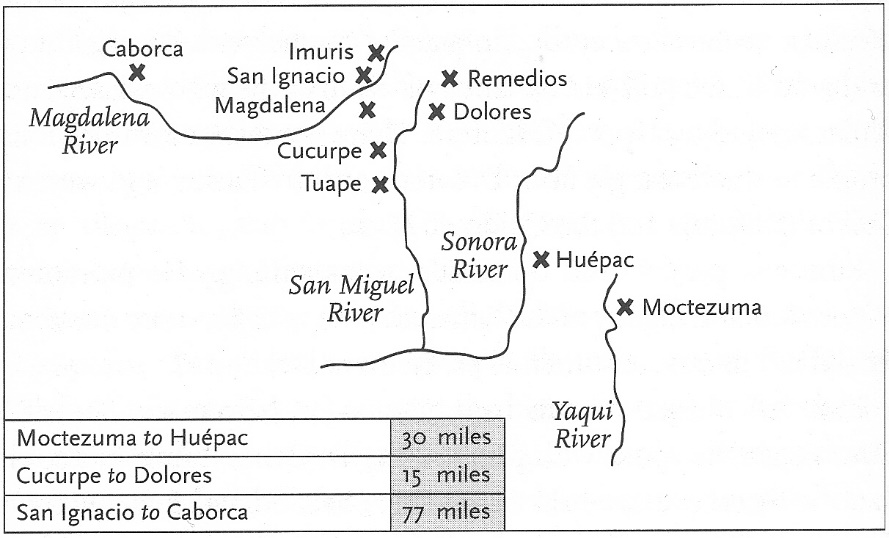 Caborca
Imuris
San Ignacio
Magdalena
Remedios
Dolores
Magdalena
River
Cucurpe
Tuape
Sonora
River
Huépac
San Miguel
River
Moctezuma
Yaqui
River
Moctezuma to Huépac 30 miles
Cucurpe to Dolores 15 miles
San Ignacio to Caborca 77 miles